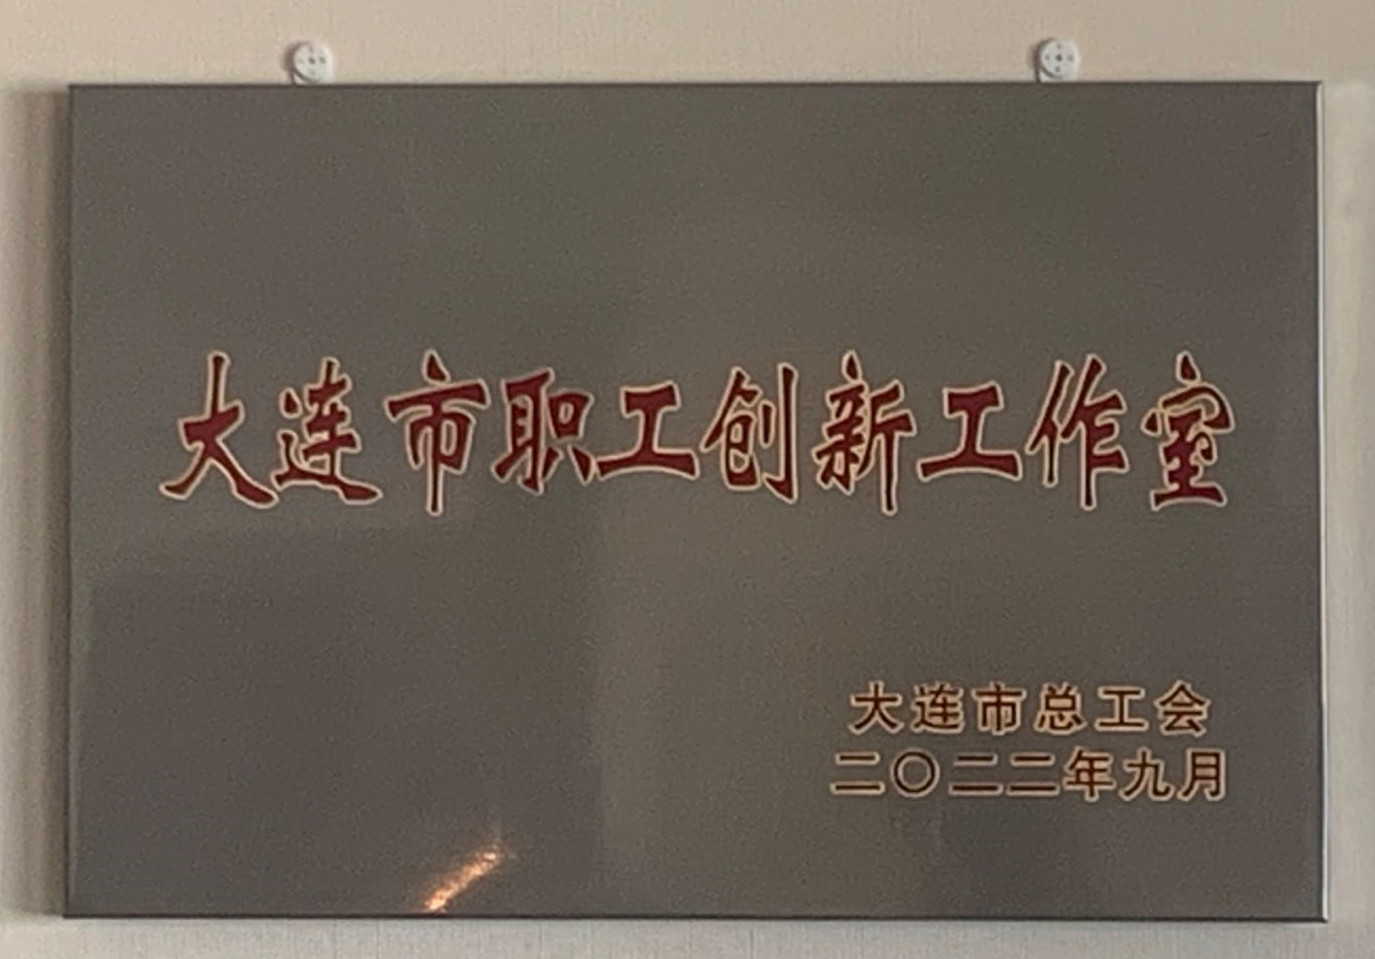 大连市职工创新工作室
大连市总工会
二〇二二年九月